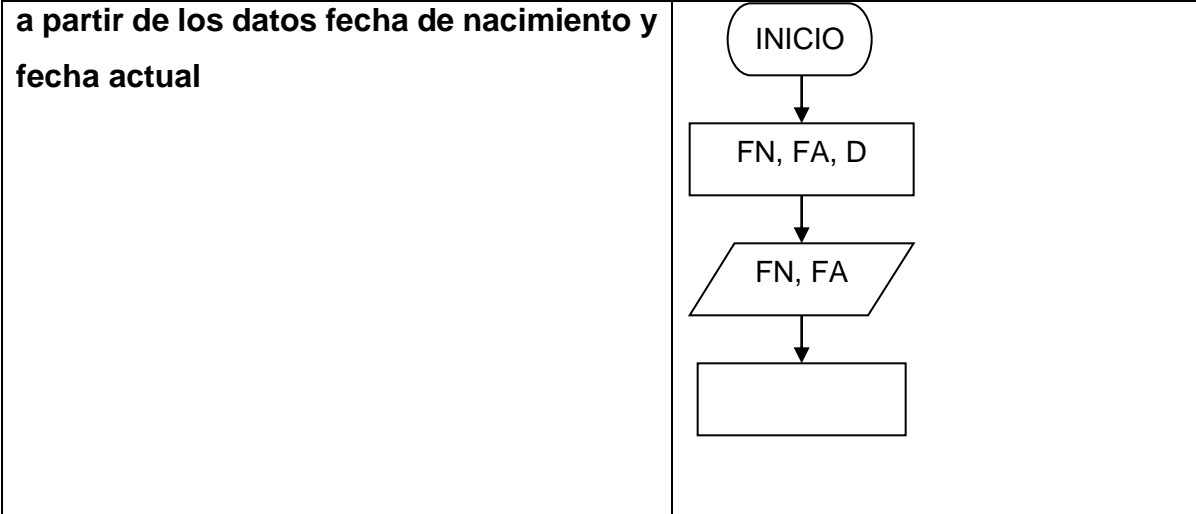 a partir de los datos fecha de nacimiento y
fecha actual
INICIO
FN, FA, D
FN, FA